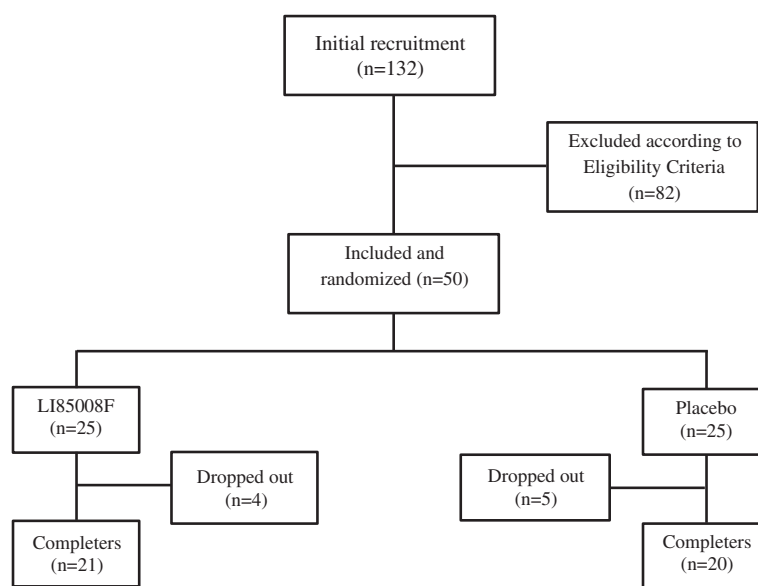 Initial recruitment
(n=132)
Excluded according to
Eligibility Criteria
(n=82)
Included and
randomized (n=50)
LI85008F
(n=25)
Placebo
(n=25)
Dropped out
(n=4)
Dropped out
(n=5)
Completers
(n=21)
Completers
(n=20)